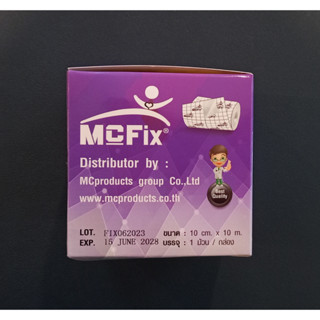 MCFix®
Distributor by :
MCproducts group Co.,Ltd
www.mcproducts.co.th
Best
Quality
LOT. FIX062023 ขนาด : 10 cm. x 10 m.
EXP. 15 JUNE 2028 บรรจุ : 1 ม้วน / กล่อง